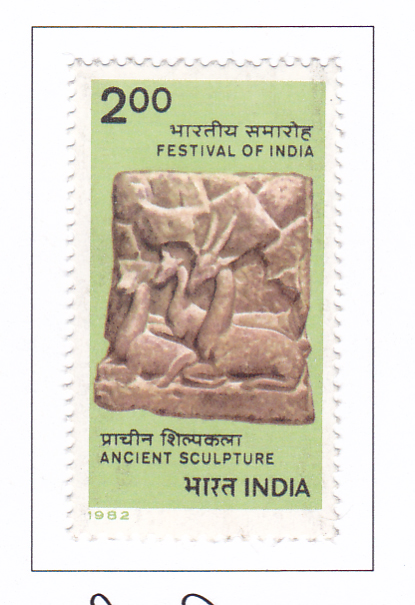 2.00
भारतीय समारोह
FESTIVAL OF INDIA
प्राचीन शिल्पकला
ANCIENT SCULPTURE
भारत INDIA
1982